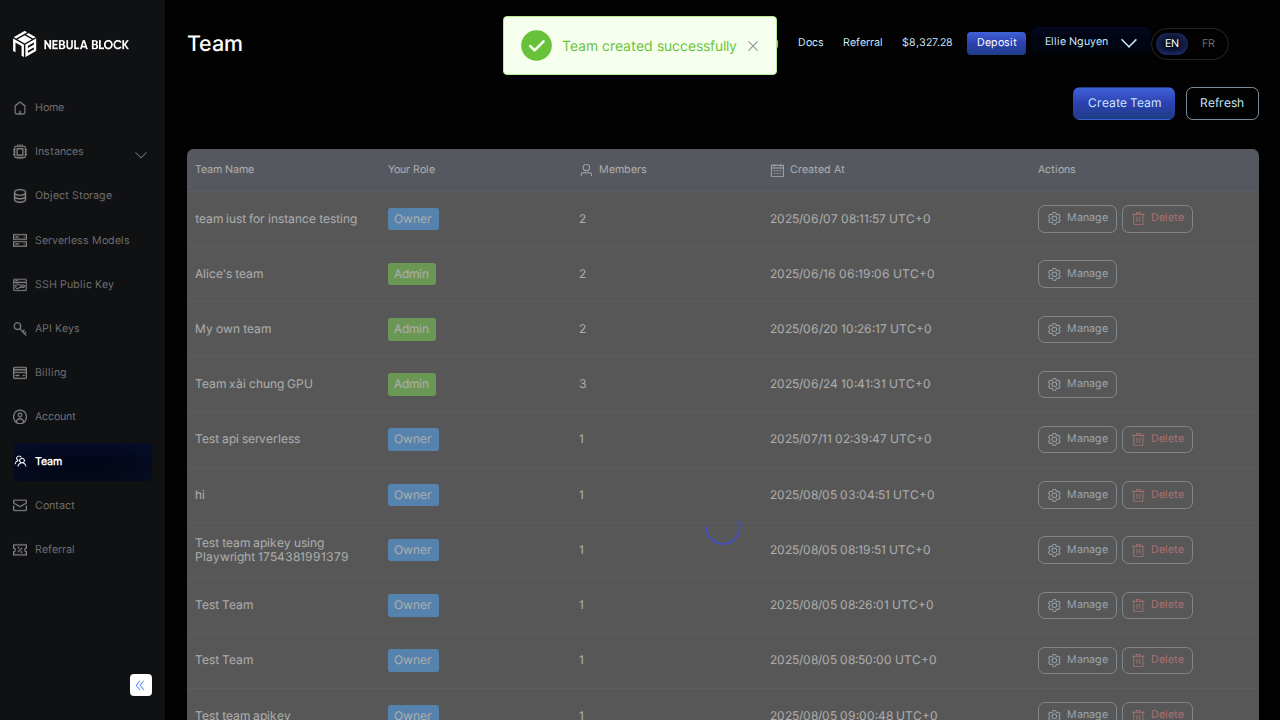 NEBULA BLOCK
Team
Team created successfully
Docs
Referral
$8,327.28
Deposit
Ellie Nguyen
EN
FR
Create Team
Refresh
Home
Instances
Object Storage
Serverless Models
SSH Public Key
API Keys
Billing
Account
Team
Contact
Referral
Team Name Your Role Members Created At Actions
team iust for instance testing Owner 2 2025/06/07 08:11:57 UTC+0 Manage Delete
Alice's team Admin 2 2025/06/16 06:19:06 UTC+0 Manage
My own team Admin 2 2025/06/20 10:26:17 UTC+0 Manage
Team xài chung GPU Admin 3 2025/06/24 10:41:31 UTC+0 Manage
Test api serverless Owner 1 2025/07/11 02:39:47 UTC+0 Manage Delete
hi Owner 1 2025/08/05 03:04:51 UTC+0 Manage Delete
Test team apikey using
Playwright 1754381991379 Owner 1 2025/08/05 08:19:51 UTC+0 Manage Delete
Test Team Owner 1 2025/08/05 08:26:01 UTC+0 Manage Delete
Test Team Owner 1 2025/08/05 08:50:00 UTC+0 Manage Delete
Test team apikey Owner 1 2025/08/05 09:00:48 UTC+0 Manage Delete